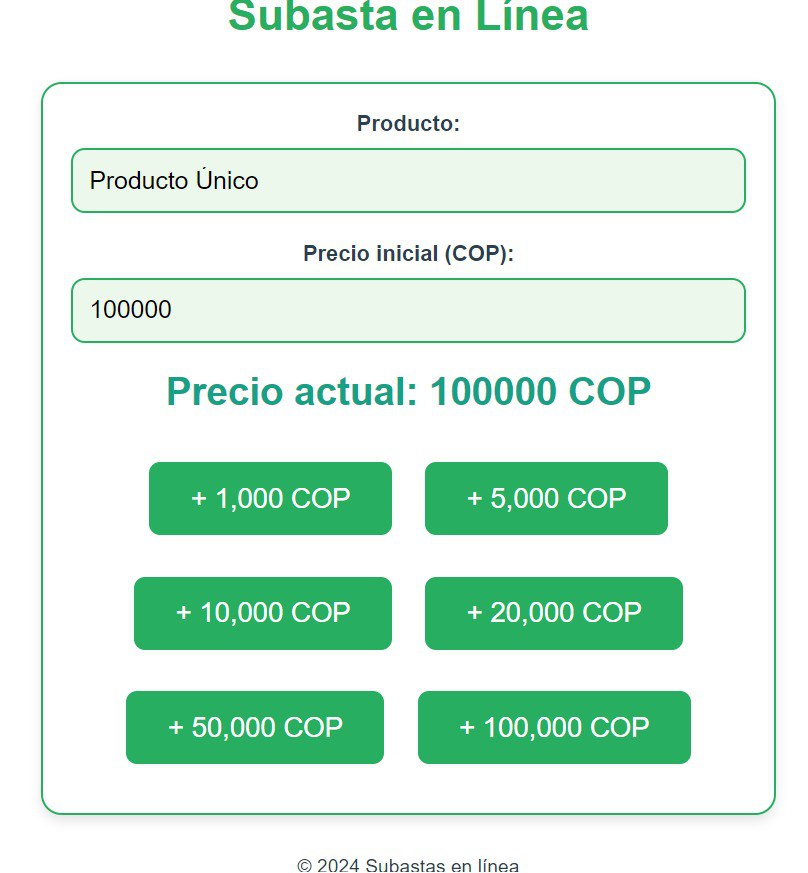 Subasta en Línea
Producto:
Producto Único
Precio inicial (COP):
100000
Precio actual: 100000 COP
+ 1,000 COP
+ 5,000 COP
+ 10,000 COP
+ 20,000 COP
+ 50,000 COP
+ 100,000 COP
© 2024 Subastas en línea